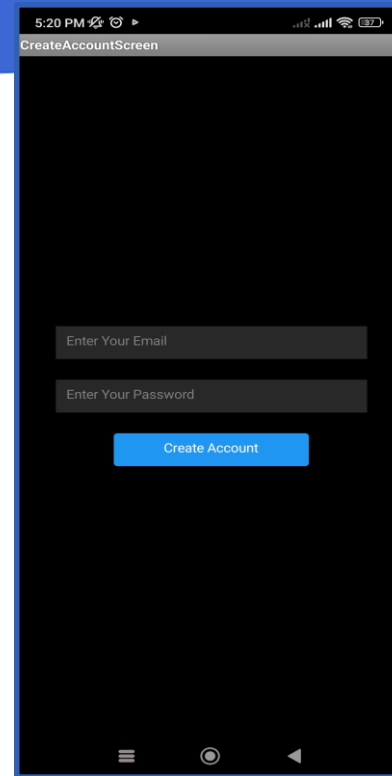 5:20 PM
37
CreateAccountScreen
Enter Your Email
Enter Your Password
Create Account